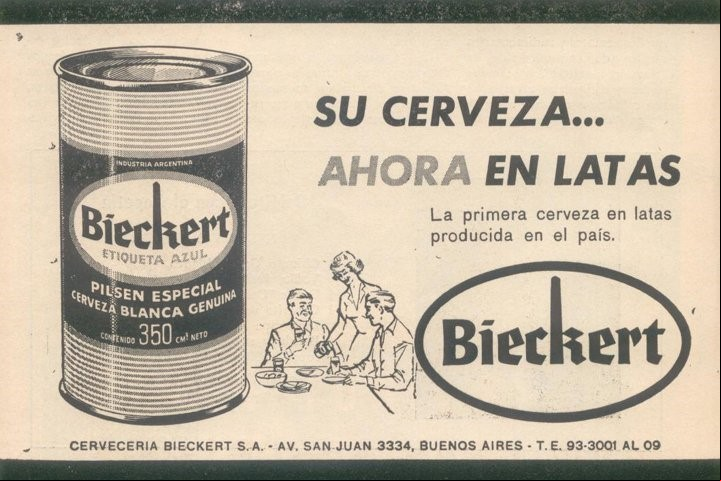 SU CERVEZA...
AHORA EN LATAS
La primera cerveza en latas
producida en el país.
INDUSTRIA ARGENTINA
Bieckert
ETIQUETA AZUL
PILSEN ESPECIAL
CERVEZA BLANCA GENUINA
CONTENIDO 350 CM³ NETO
Bieckert
CERVECERIA BIECKERT S.A. - AV. SAN JUAN 3334, BUENOS AIRES - T.E. 93-3001 AL 09